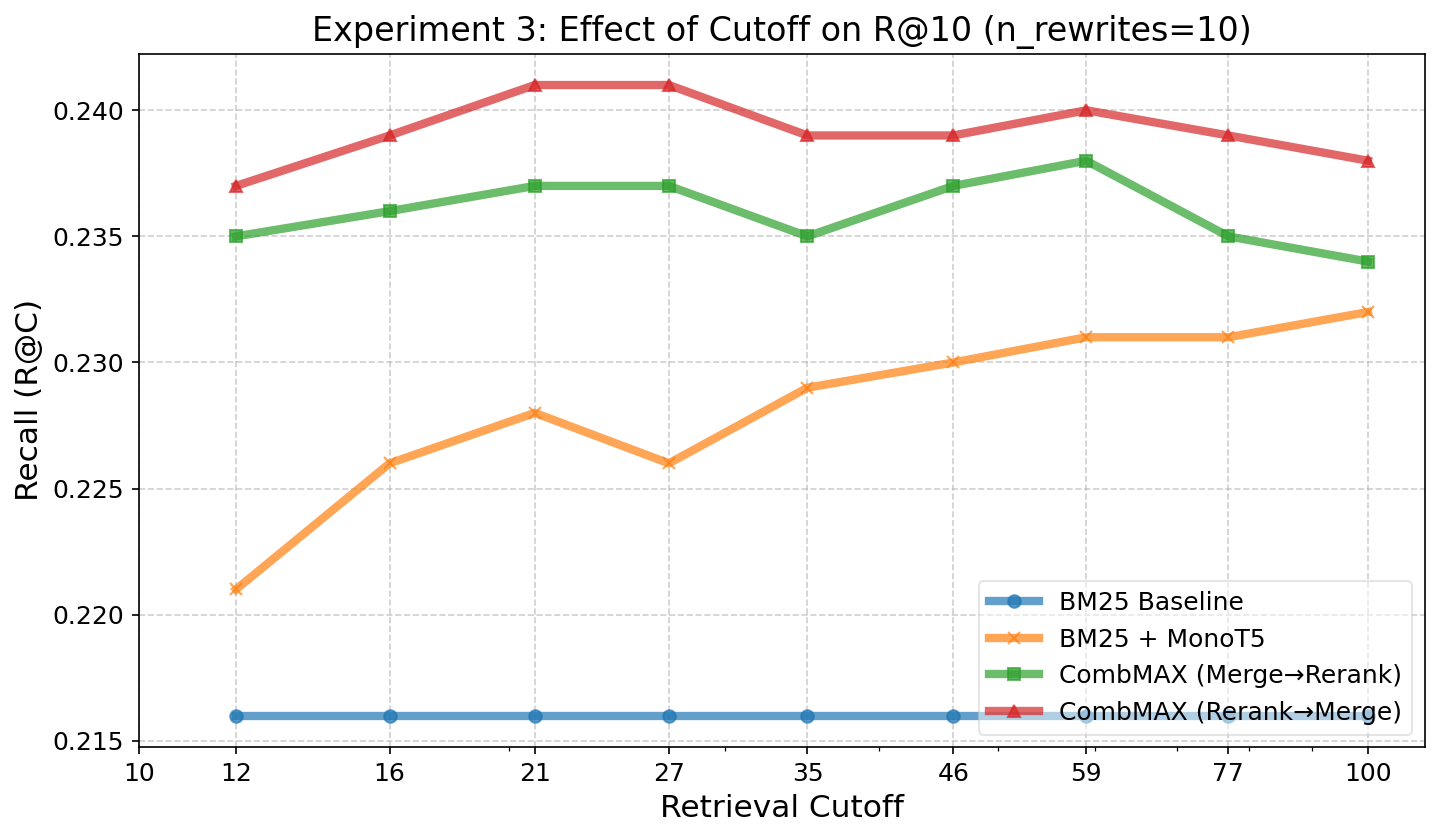 Experiment 3: Effect of Cutoff on R@10 (n_rewrites=10)
Recall (R@C)
0.240
0.235
0.230
0.225
0.220
0.215
BM25 Baseline
BM25 + MonoT5
CombMAX (Merge→Rerank)
CombMAX (Rerank→Merge)
10 12 16 21 27 35 46 59 77 100
Retrieval Cutoff